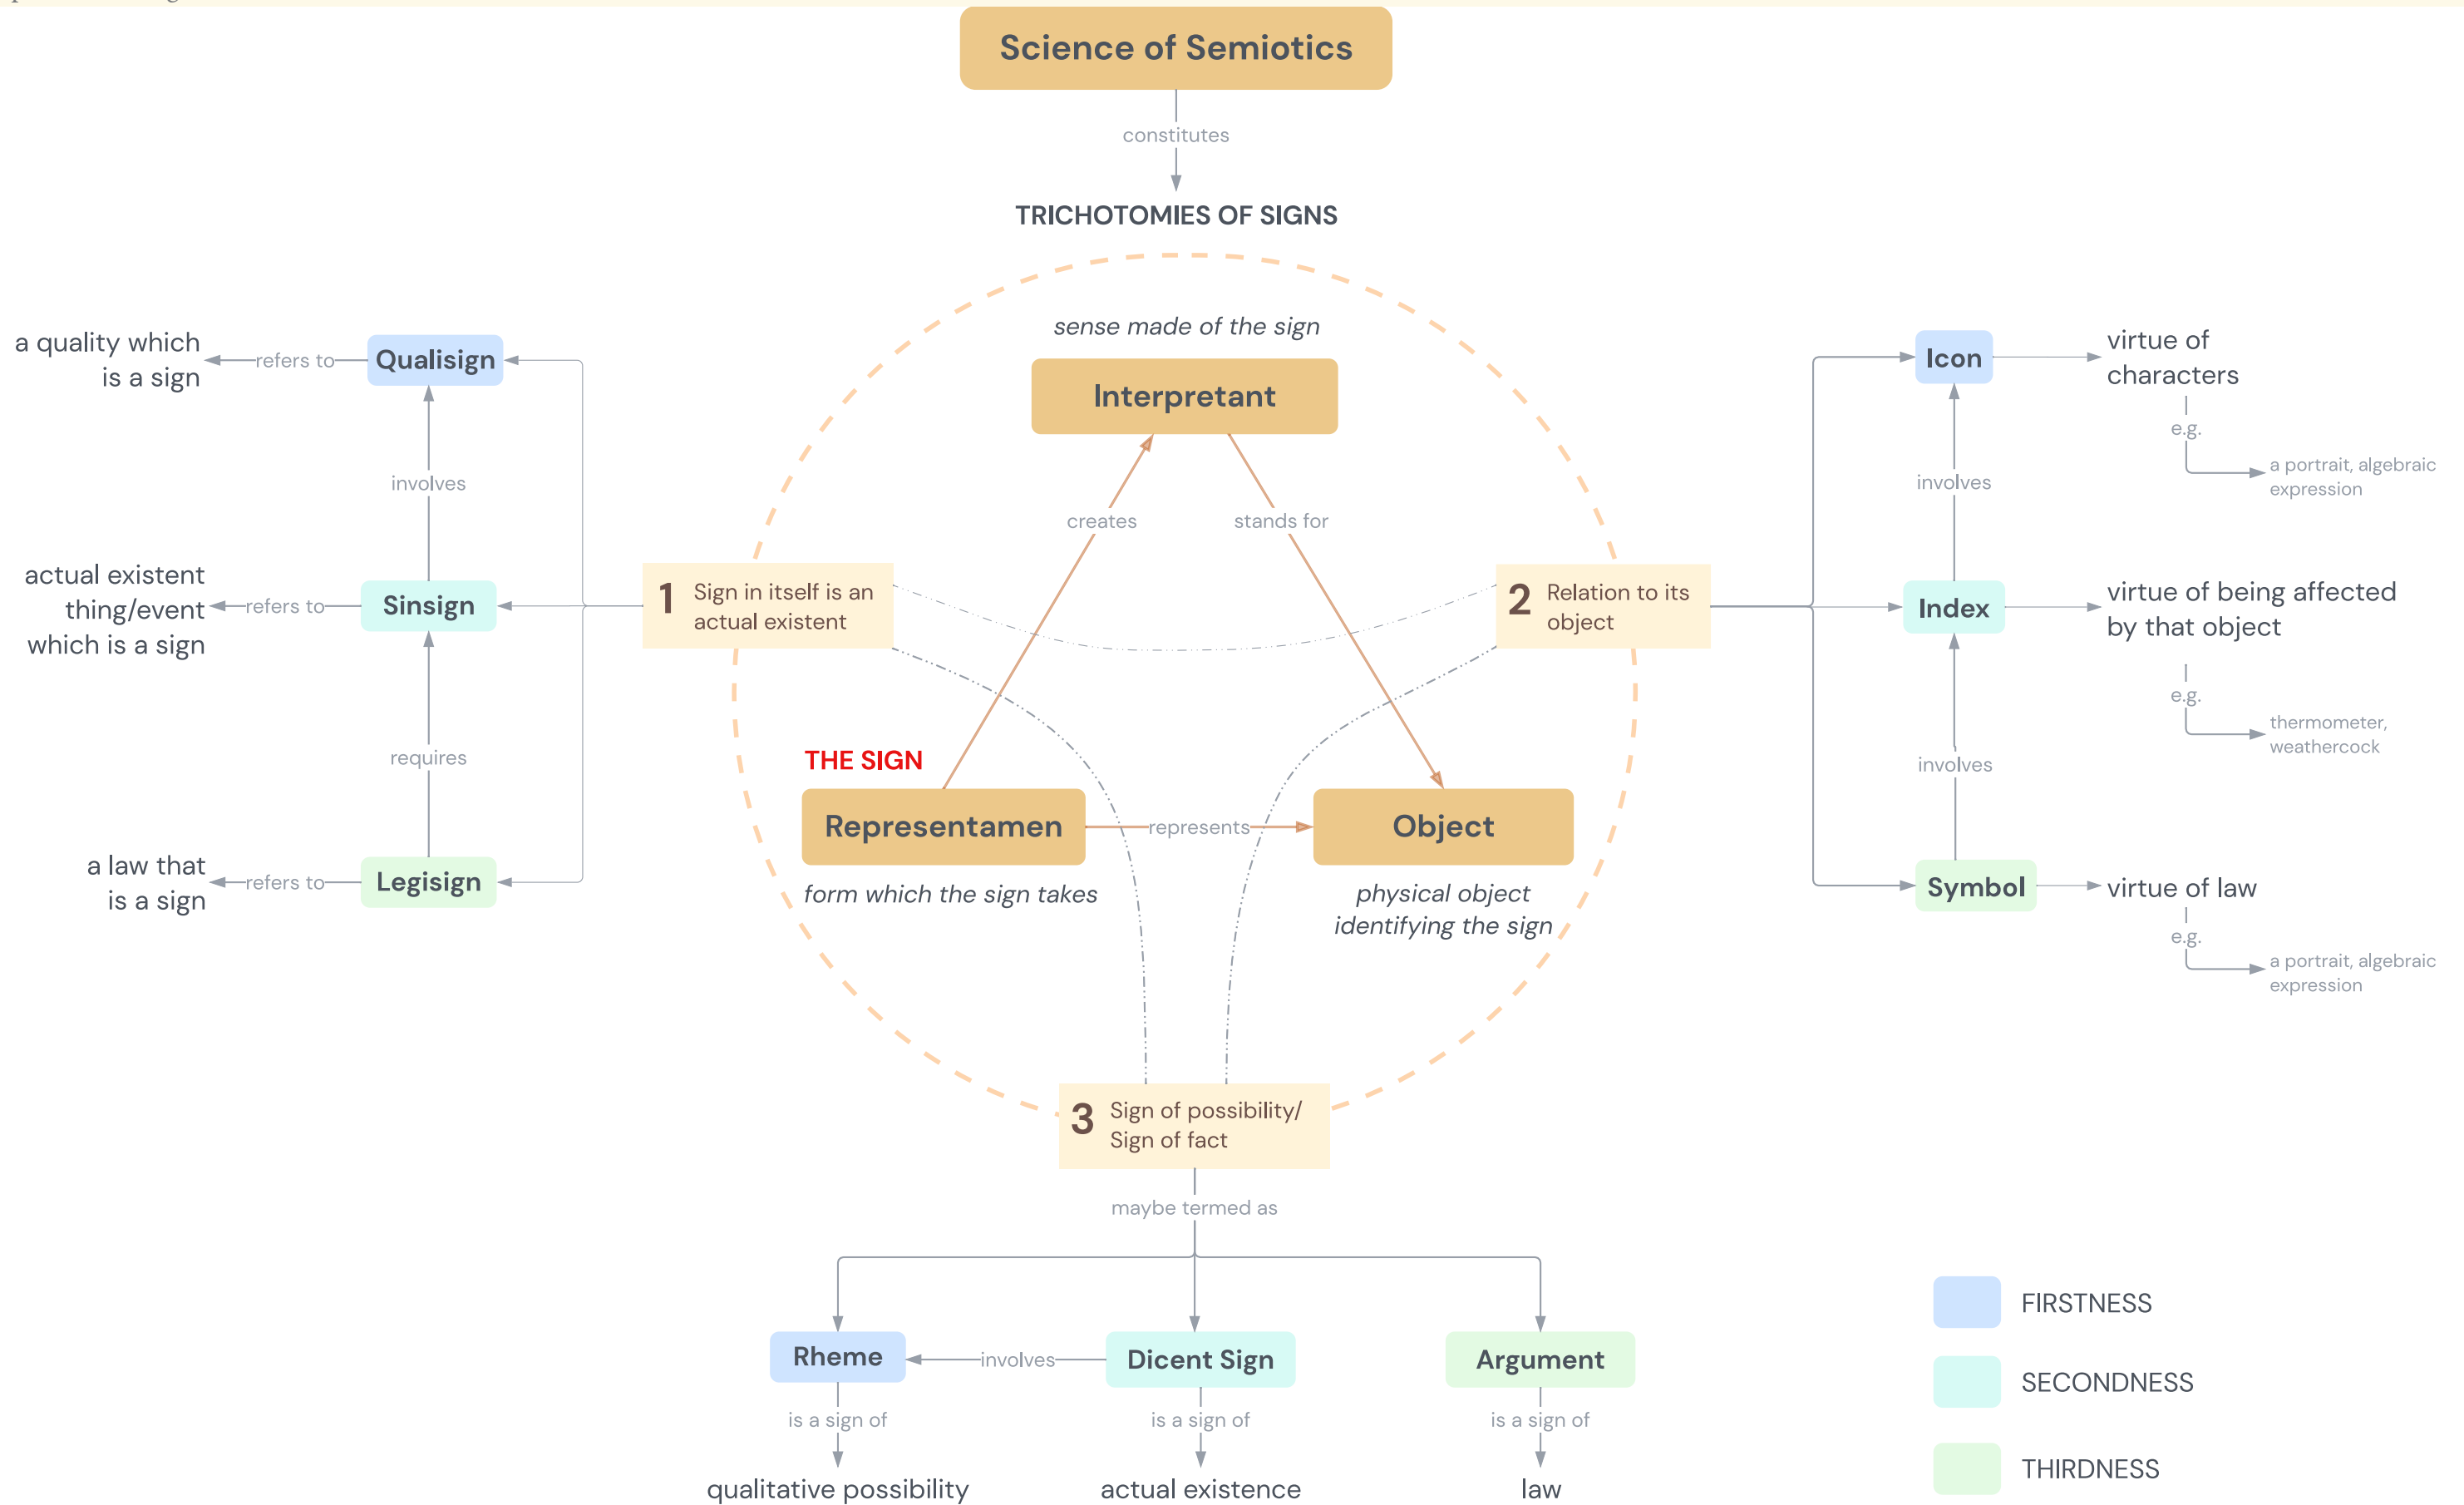 Science of Semiotics
constitutes
TRICHOTOMIES OF SIGNS
sense made of the sign
Interpretant
creates
stands for
THE SIGN
Representamen
represents
Object
form which the sign takes
physical object
identifying the sign
1
Sign in itself is an
actual existent
Qualisign
refers to
a quality which
is a sign
involves
Sinsign
refers to
actual existent
thing/event
which is a sign
requires
Legisign
refers to
a law that
is a sign
2
Relation to its
object
Icon
virtue of
characters
e.g.
a portrait, algebraic
expression
involves
Index
virtue of being affected
by that object
e.g.
thermometer,
weathercock
involves
Symbol
virtue of law
e.g.
a portrait, algebraic
expression
3
Sign of possibility/
Sign of fact
maybe termed as
Rheme
involves
Dicent Sign
Argument
is a sign of
is a sign of
is a sign of
qualitative possibility
actual existence
law
FIRSTNESS
SECONDNESS
THIRDNESS